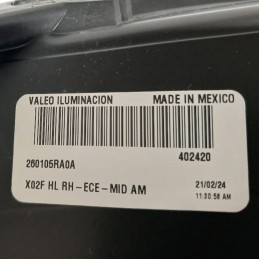 VALEO ILUMINACION MADE IN MEXICO
260105RA0A 402420
X02F HL RH-ECE-MID AM 21/02/24
11:00:58 AM